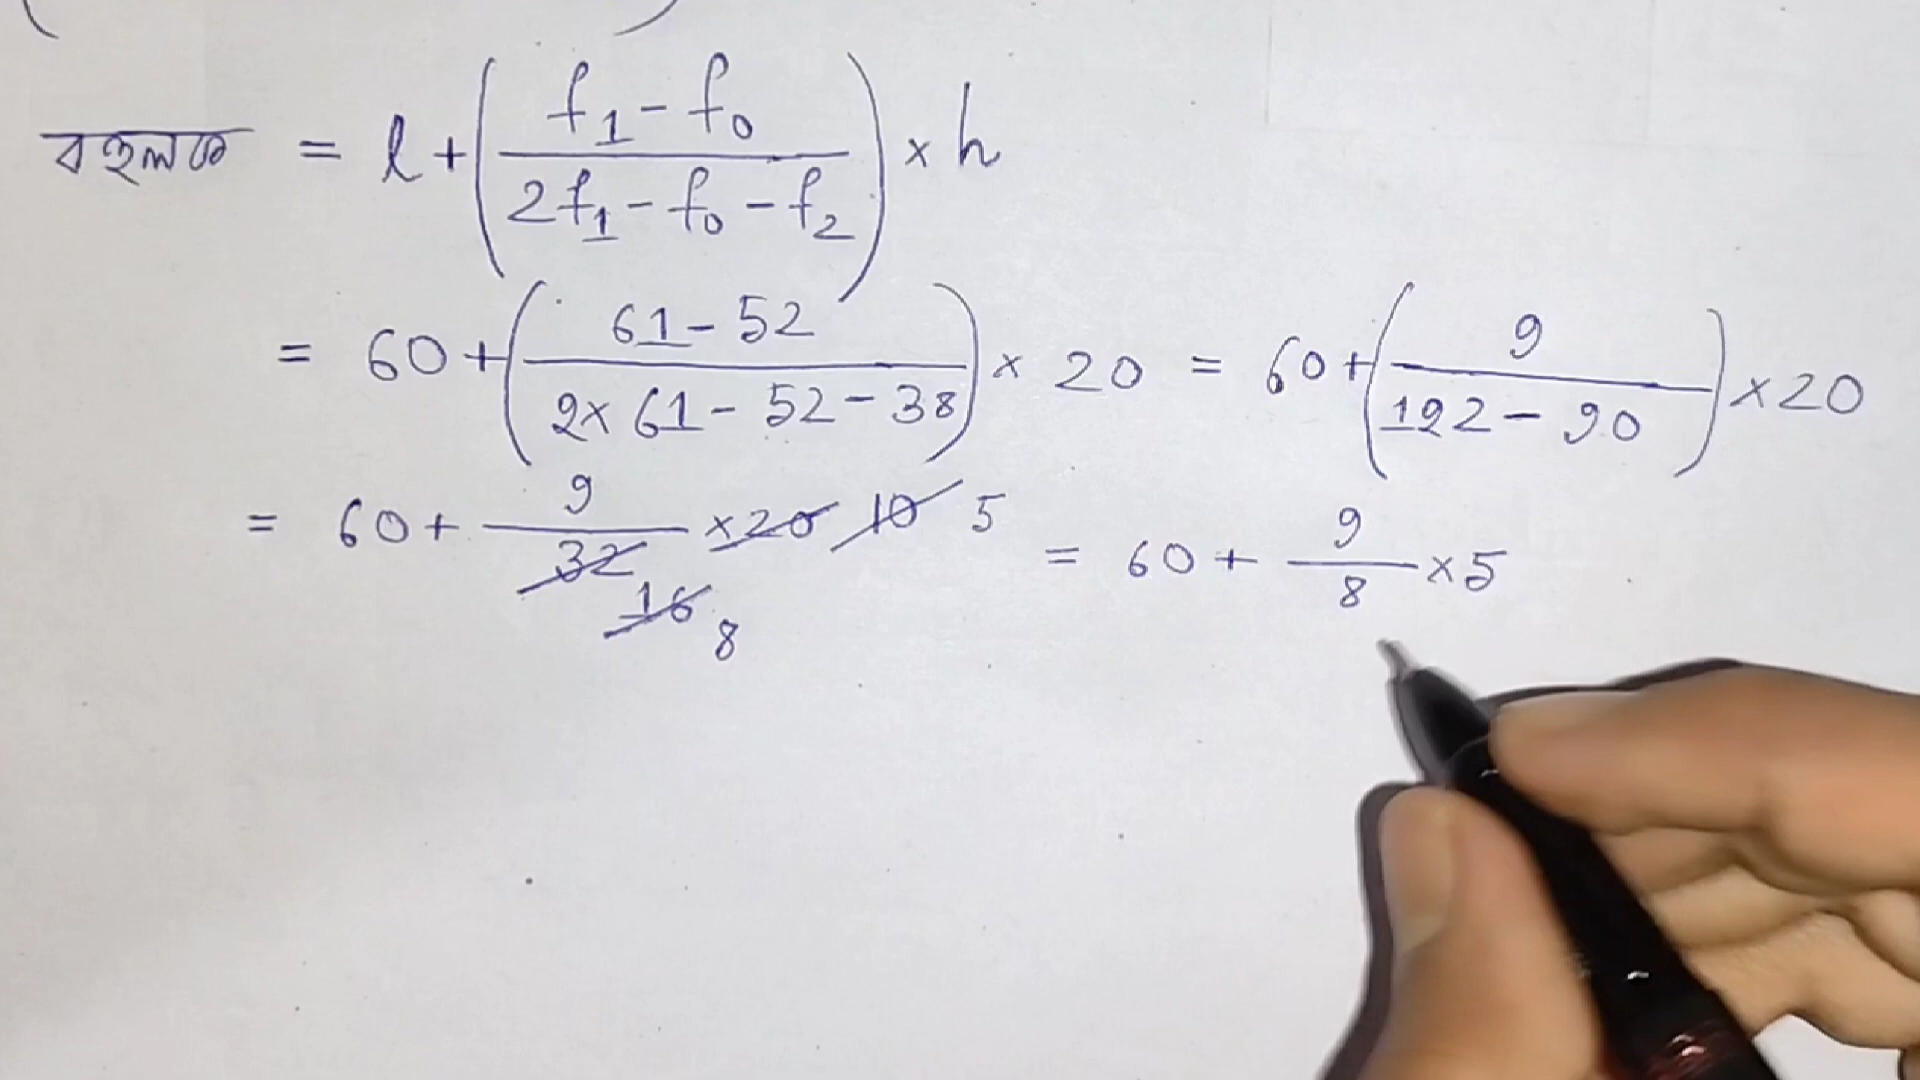 বহুলক = l + ( f₁ - f₀ / 2f₁ - f₀ - f₂ ) × h
= 60 + ( 61 - 52 / 2× 61 - 52 - 38 ) × 20 = 60 + ( 9 / 122 - 90 ) × 20
= 60 + 9 / 32 16 8 × 20 10 5 = 60 + 9 / 8 × 5